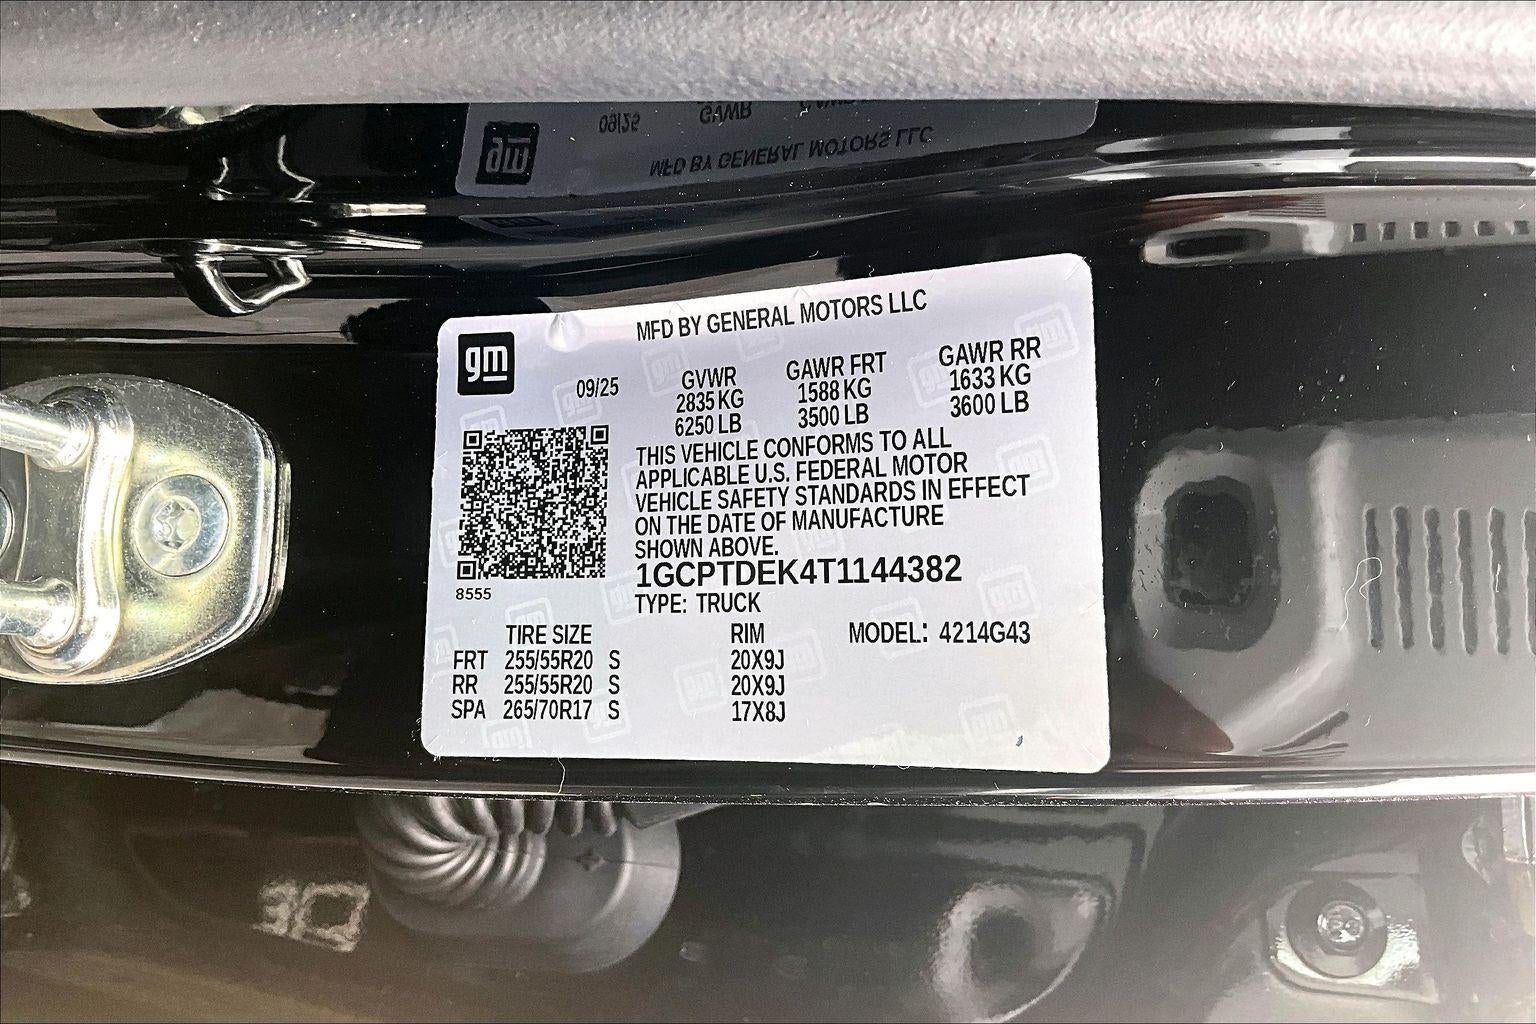 MFD BY GENERAL MOTORS LLC
gm
09/25
GVWR GAWR FRT GAWR RR
2835 KG 1588 KG 1633 KG
6250 LB 3500 LB 3600 LB
THIS VEHICLE CONFORMS TO ALL
APPLICABLE U.S. FEDERAL MOTOR
VEHICLE SAFETY STANDARDS IN EFFECT
ON THE DATE OF MANUFACTURE
SHOWN ABOVE.
1GCPTDEK4T1144382
8555
TYPE: TRUCK
TIRE SIZE RIM MODEL: 4214G43
FRT 255/55R20 S 20X9J
RR 255/55R20 S 20X9J
SPA 265/70R17 S 17X8J